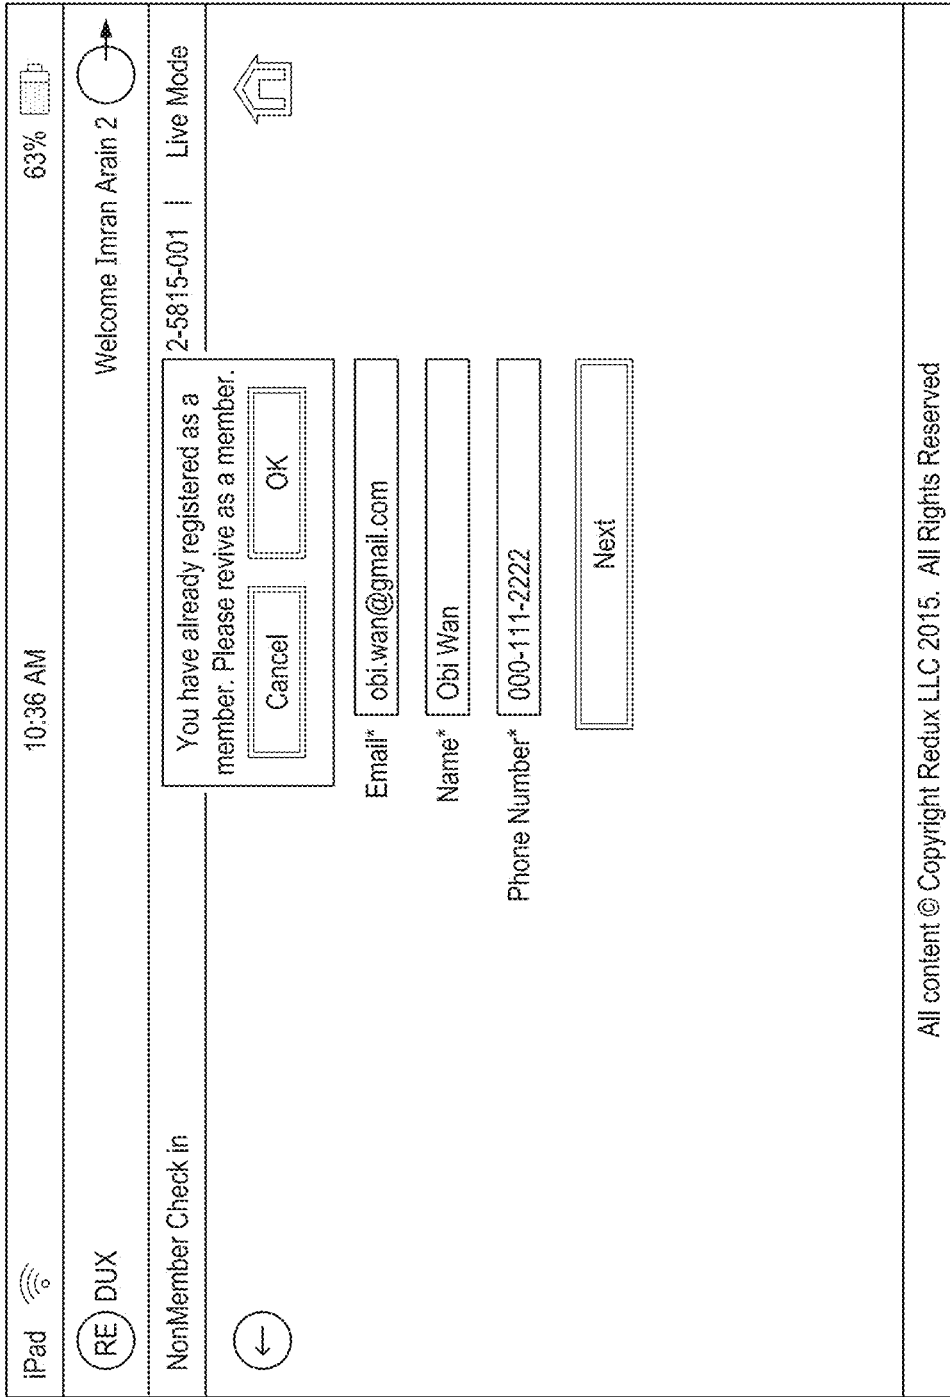 iPad 10:36 AM 63%
RE DUX Welcome Imran Arain 2
NonMember Check in 2-5815-001 | Live Mode
You have already registered as a
member. Please revive as a member.
Cancel OK
Email* obi.wan@gmail.com
Name* Obi Wan
Phone Number* 000-111-2222
Next
All content © Copyright Redux LLC 2015. All Rights Reserved